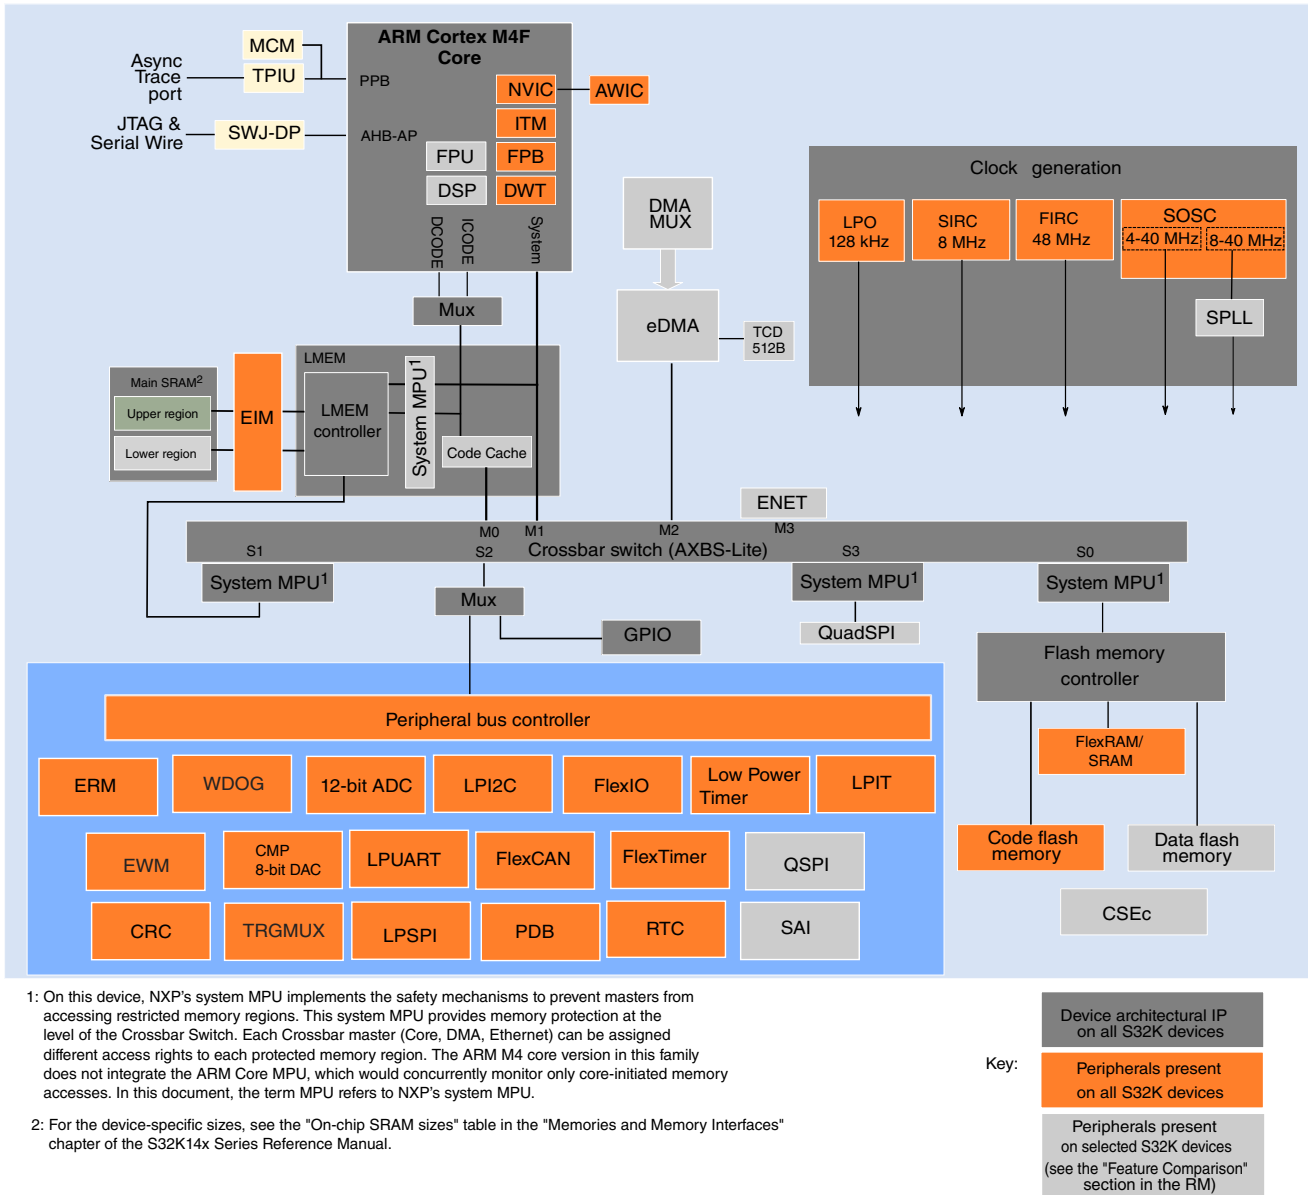 ARM Cortex M4F
Core
MCM
TPIU
Async
Trace
port
PPB
JTAG &
Serial Wire
SWJ-DP
AHB-AP
NVIC
AWIC
ITM
FPU
FPB
DSP
DWT
DCODE
ICODE
System
Mux
DMA
MUX
eDMA
TCD
512B
Clock generation
LPO
128 kHz
SIRC
8 MHz
FIRC
48 MHz
SOSC
4-40 MHz
8-40 MHz
SPLL
Main SRAM2
Upper region
Lower region
EIM
LMEM
LMEM
controller
System MPU1
Code Cache
ENET
M0
M1
M2
M3
Crossbar switch (AXBS-Lite)
S1
S2
S3
S0
System MPU1
Mux
System MPU1
System MPU1
GPIO
QuadSPI
Flash memory
controller
FlexRAM/
SRAM
Code flash
memory
Data flash
memory
CSEc
Peripheral bus controller
ERM
WDOG
12-bit ADC
LPI2C
FlexIO
Low Power
Timer
LPIT
EWM
CMP
8-bit DAC
LPUART
FlexCAN
FlexTimer
QSPI
CRC
TRGMUX
LPSPI
PDB
RTC
SAI
1: On this device, NXP's system MPU implements the safety mechanisms to prevent masters from
accessing restricted memory regions. This system MPU provides memory protection at the
level of the Crossbar Switch. Each Crossbar master (Core, DMA, Ethernet) can be assigned
different access rights to each protected memory region. The ARM M4 core version in this family
does not integrate the ARM Core MPU, which would concurrently monitor only core-initiated memory
accesses. In this document, the term MPU refers to NXP's system MPU.
2: For the device-specific sizes, see the "On-chip SRAM sizes" table in the "Memories and Memory Interfaces"
chapter of the S32K14x Series Reference Manual.
Key:
Device architectural IP
on all S32K devices
Peripherals present
on all S32K devices
Peripherals present
on selected S32K devices
(see the "Feature Comparison"
section in the RM)